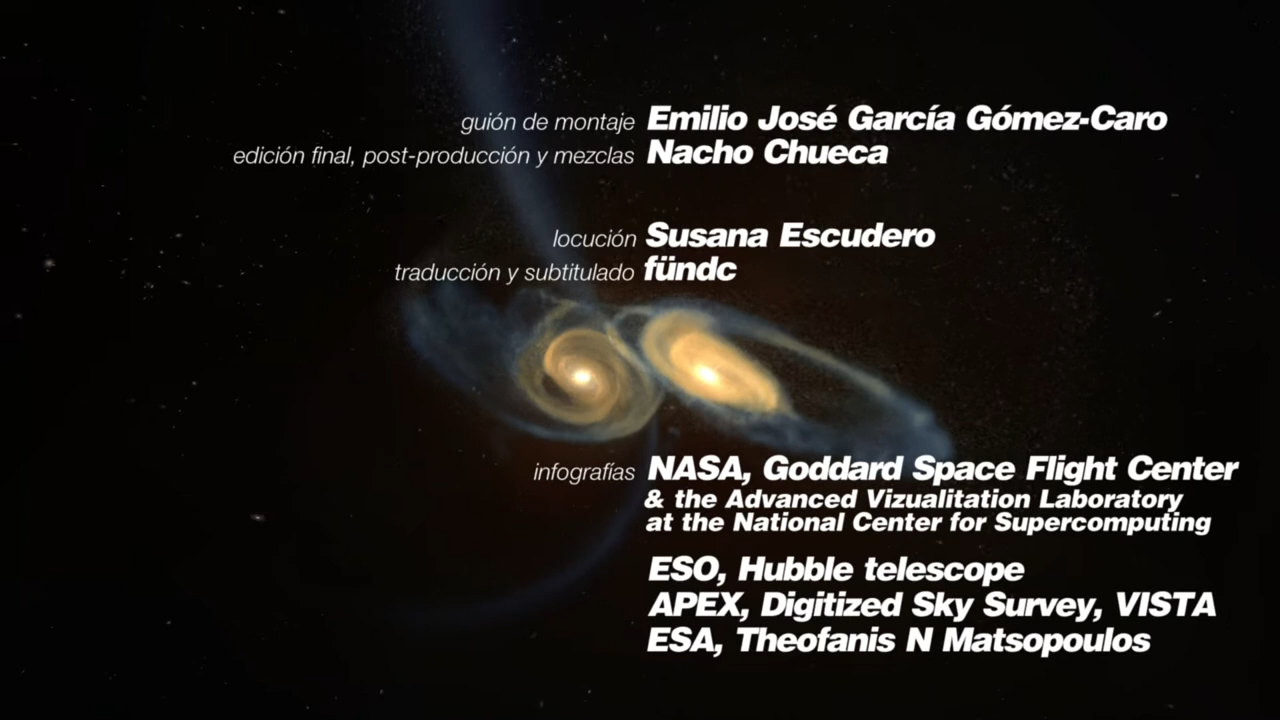 guión de montaje Emilio José García Gómez-Caro
edición final, post-producción y mezclas Nacho Chueca
locución Susana Escudero
traducción y subtitulado fündc
infografías NASA, Goddard Space Flight Center
& the Advanced Vizualitation Laboratory
at the National Center for Supercomputing
ESO, Hubble telescope
APEX, Digitized Sky Survey, VISTA
ESA, Theofanis N Matsopoulos